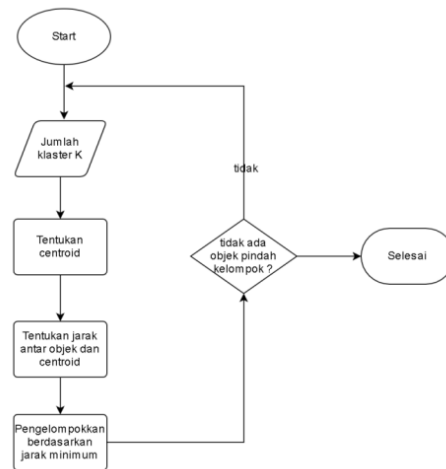 Start
Jumlah
klaster K
Tentukan
centroid
Tentukan jarak
antar objek dan
centroid
Pengelompokkan
berdasarkan
jarak minimum
tidak
tidak ada
objek pindah
kelompok ?
Selesai